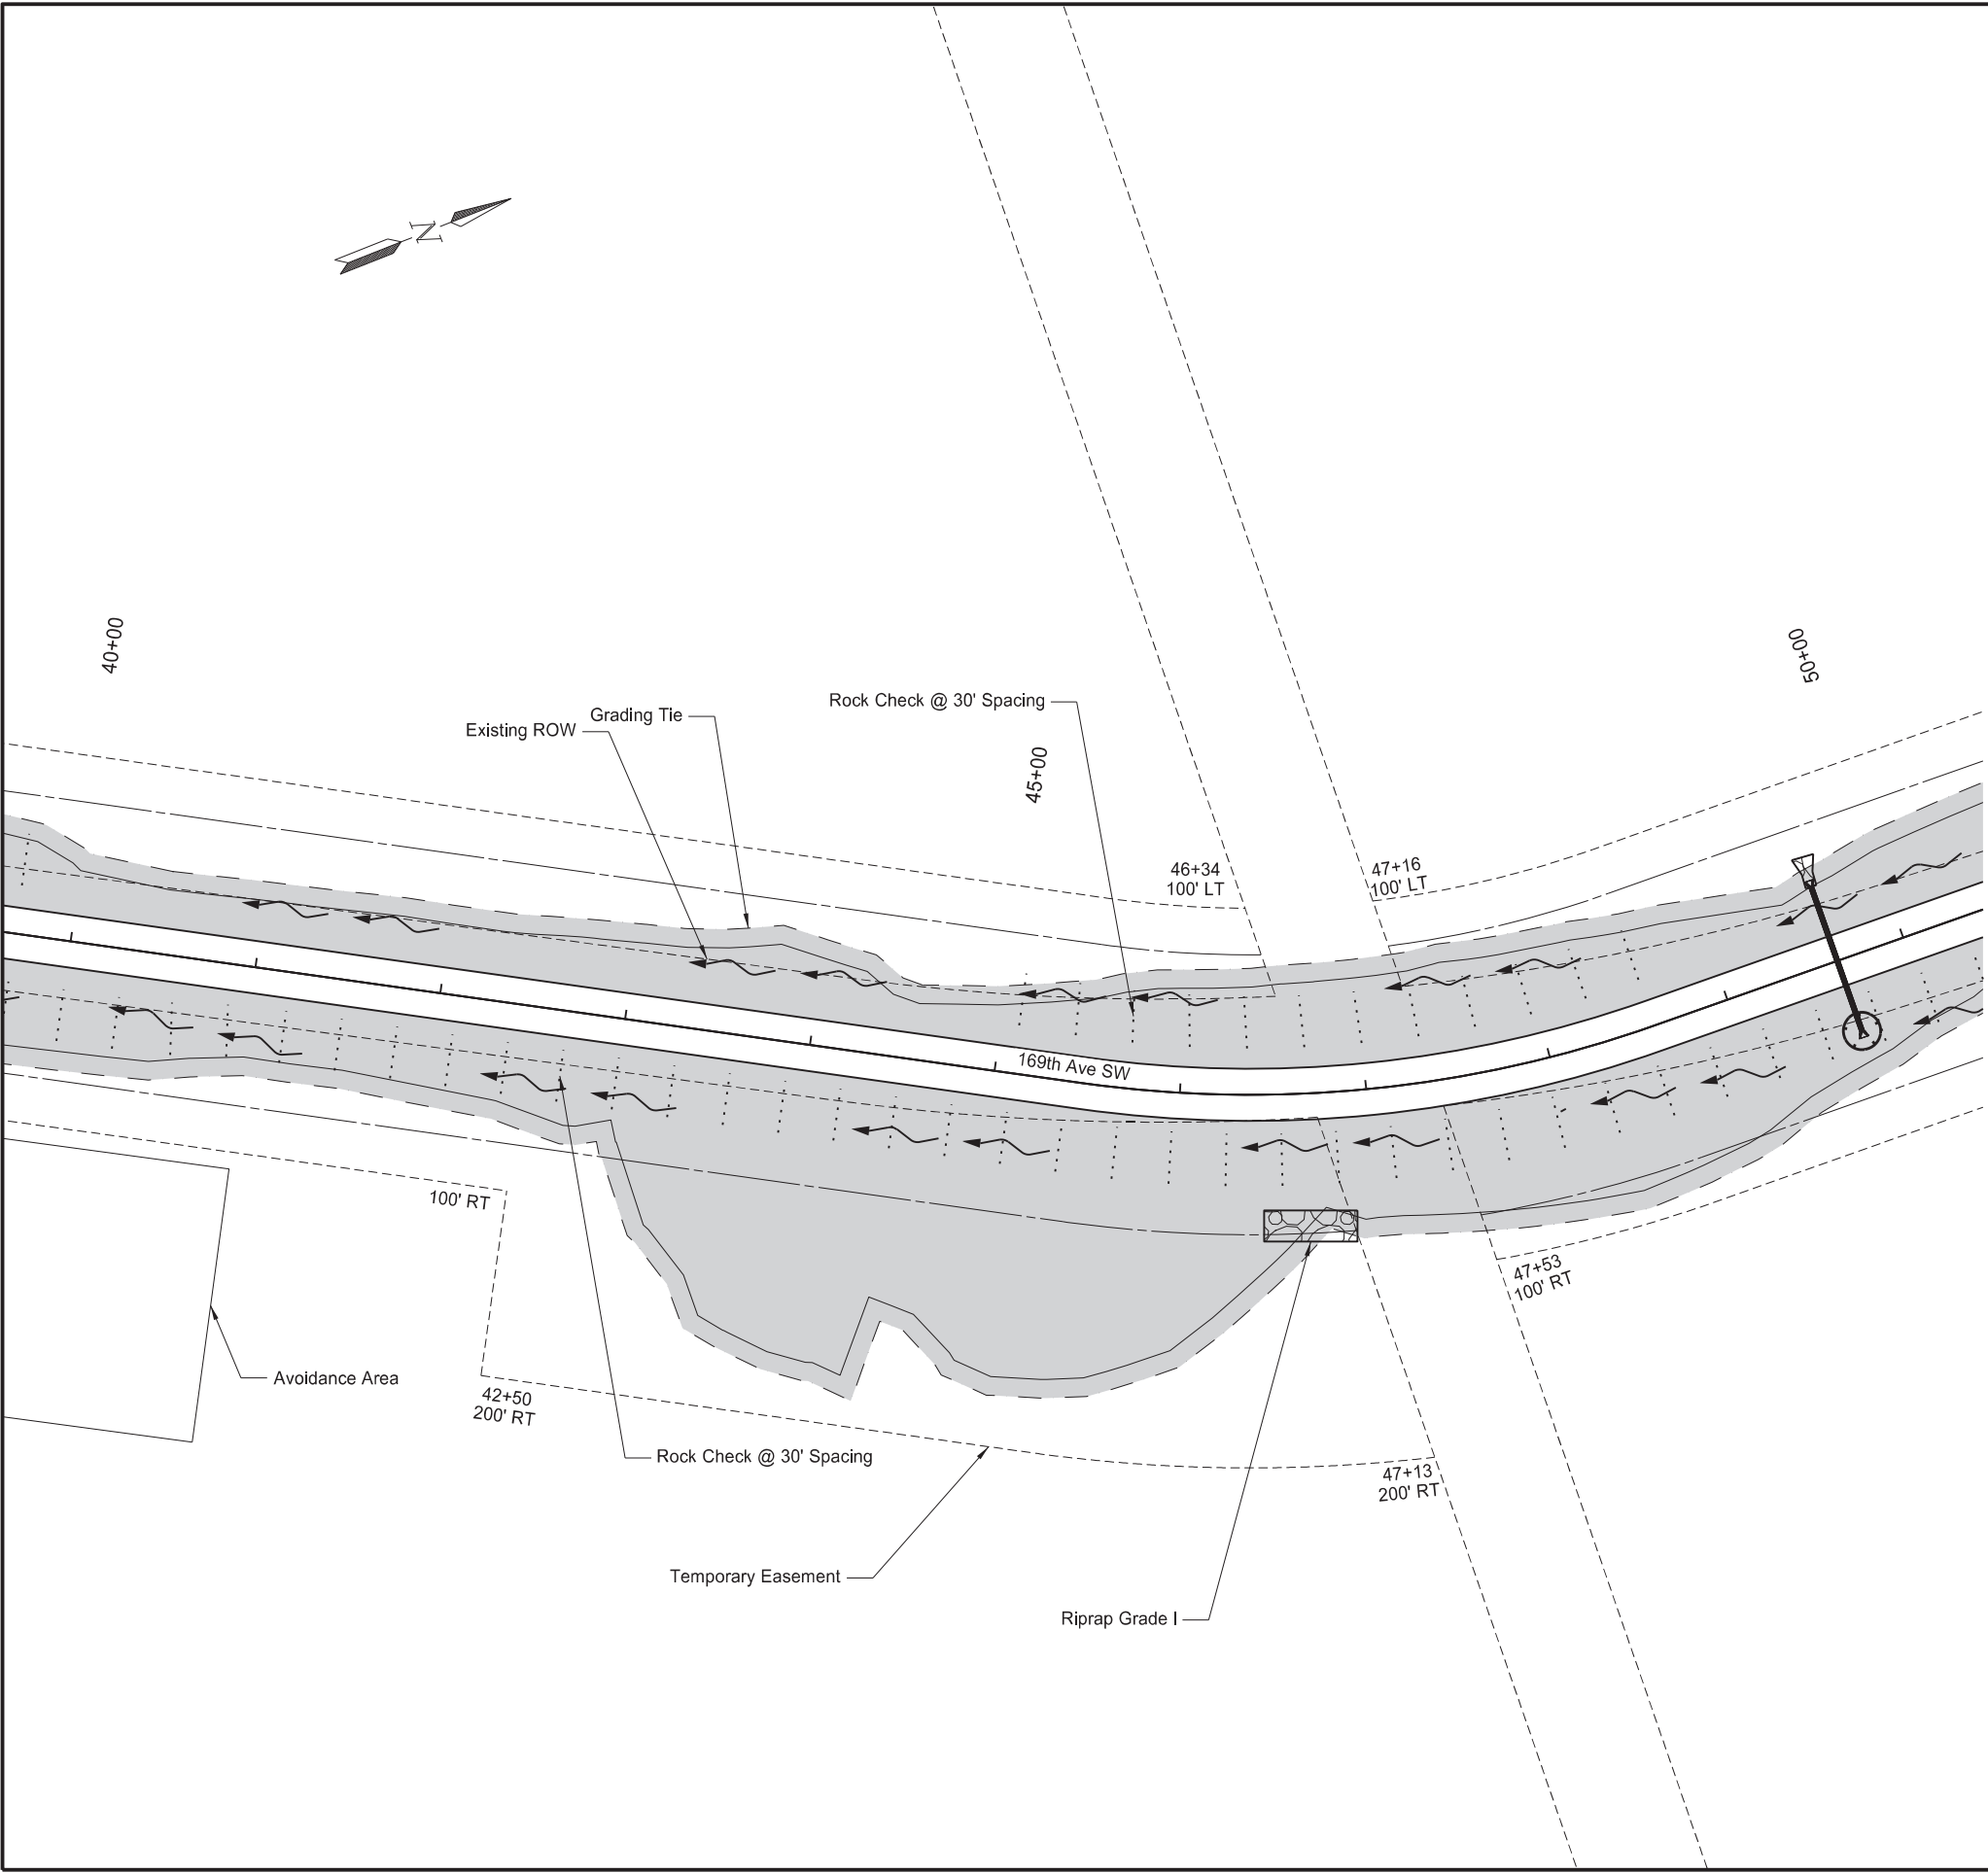 N
40+00
50+00
Rock Check @ 30' Spacing
Grading Tie
Existing ROW
45+00
46+34
100' LT
47+16
100' LT
169th Ave SW
100' RT
47+53
100' RT
Avoidance Area
42+50
200' RT
Rock Check @ 30' Spacing
47+13
200' RT
Temporary Easement
Riprap Grade I